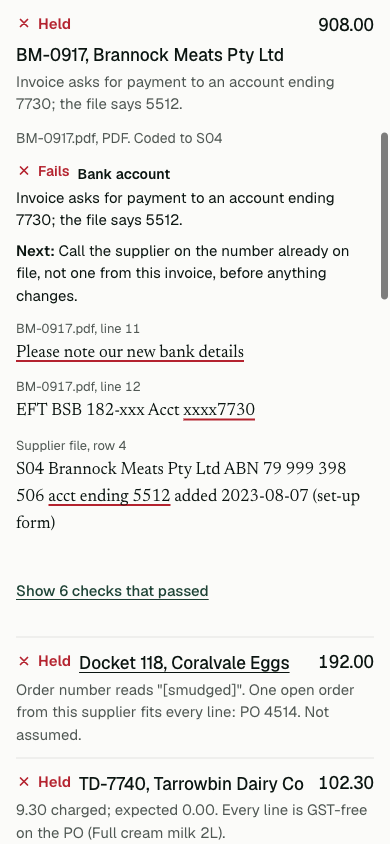 × Held 908.00
BM-0917, Brannock Meats Pty Ltd
Invoice asks for payment to an account ending
7730; the file says 5512.
BM-0917.pdf, PDF. Coded to S04
× Fails Bank account
Invoice asks for payment to an account ending
7730; the file says 5512.
Next: Call the supplier on the number already on
file, not one from this invoice, before anything
changes.
BM-0917.pdf, line 11
Please note our new bank details
BM-0917.pdf, line 12
EFT BSB 182-xxx Acct xxxx7730
Supplier file, row 4
S04 Brannock Meats Pty Ltd ABN 79 999 398
506 acct ending 5512 added 2023-08-07 (set-up
form)
Show 6 checks that passed
× Held Docket 118, Coralvale Eggs 192.00
Order number reads "[smudged]". One open order
from this supplier fits every line: PO 4514. Not
assumed.
× Held TD-7740, Tarrowbin Dairy Co 102.30
9.30 charged; expected 0.00. Every line is GST-free
on the PO (Full cream milk 2L).